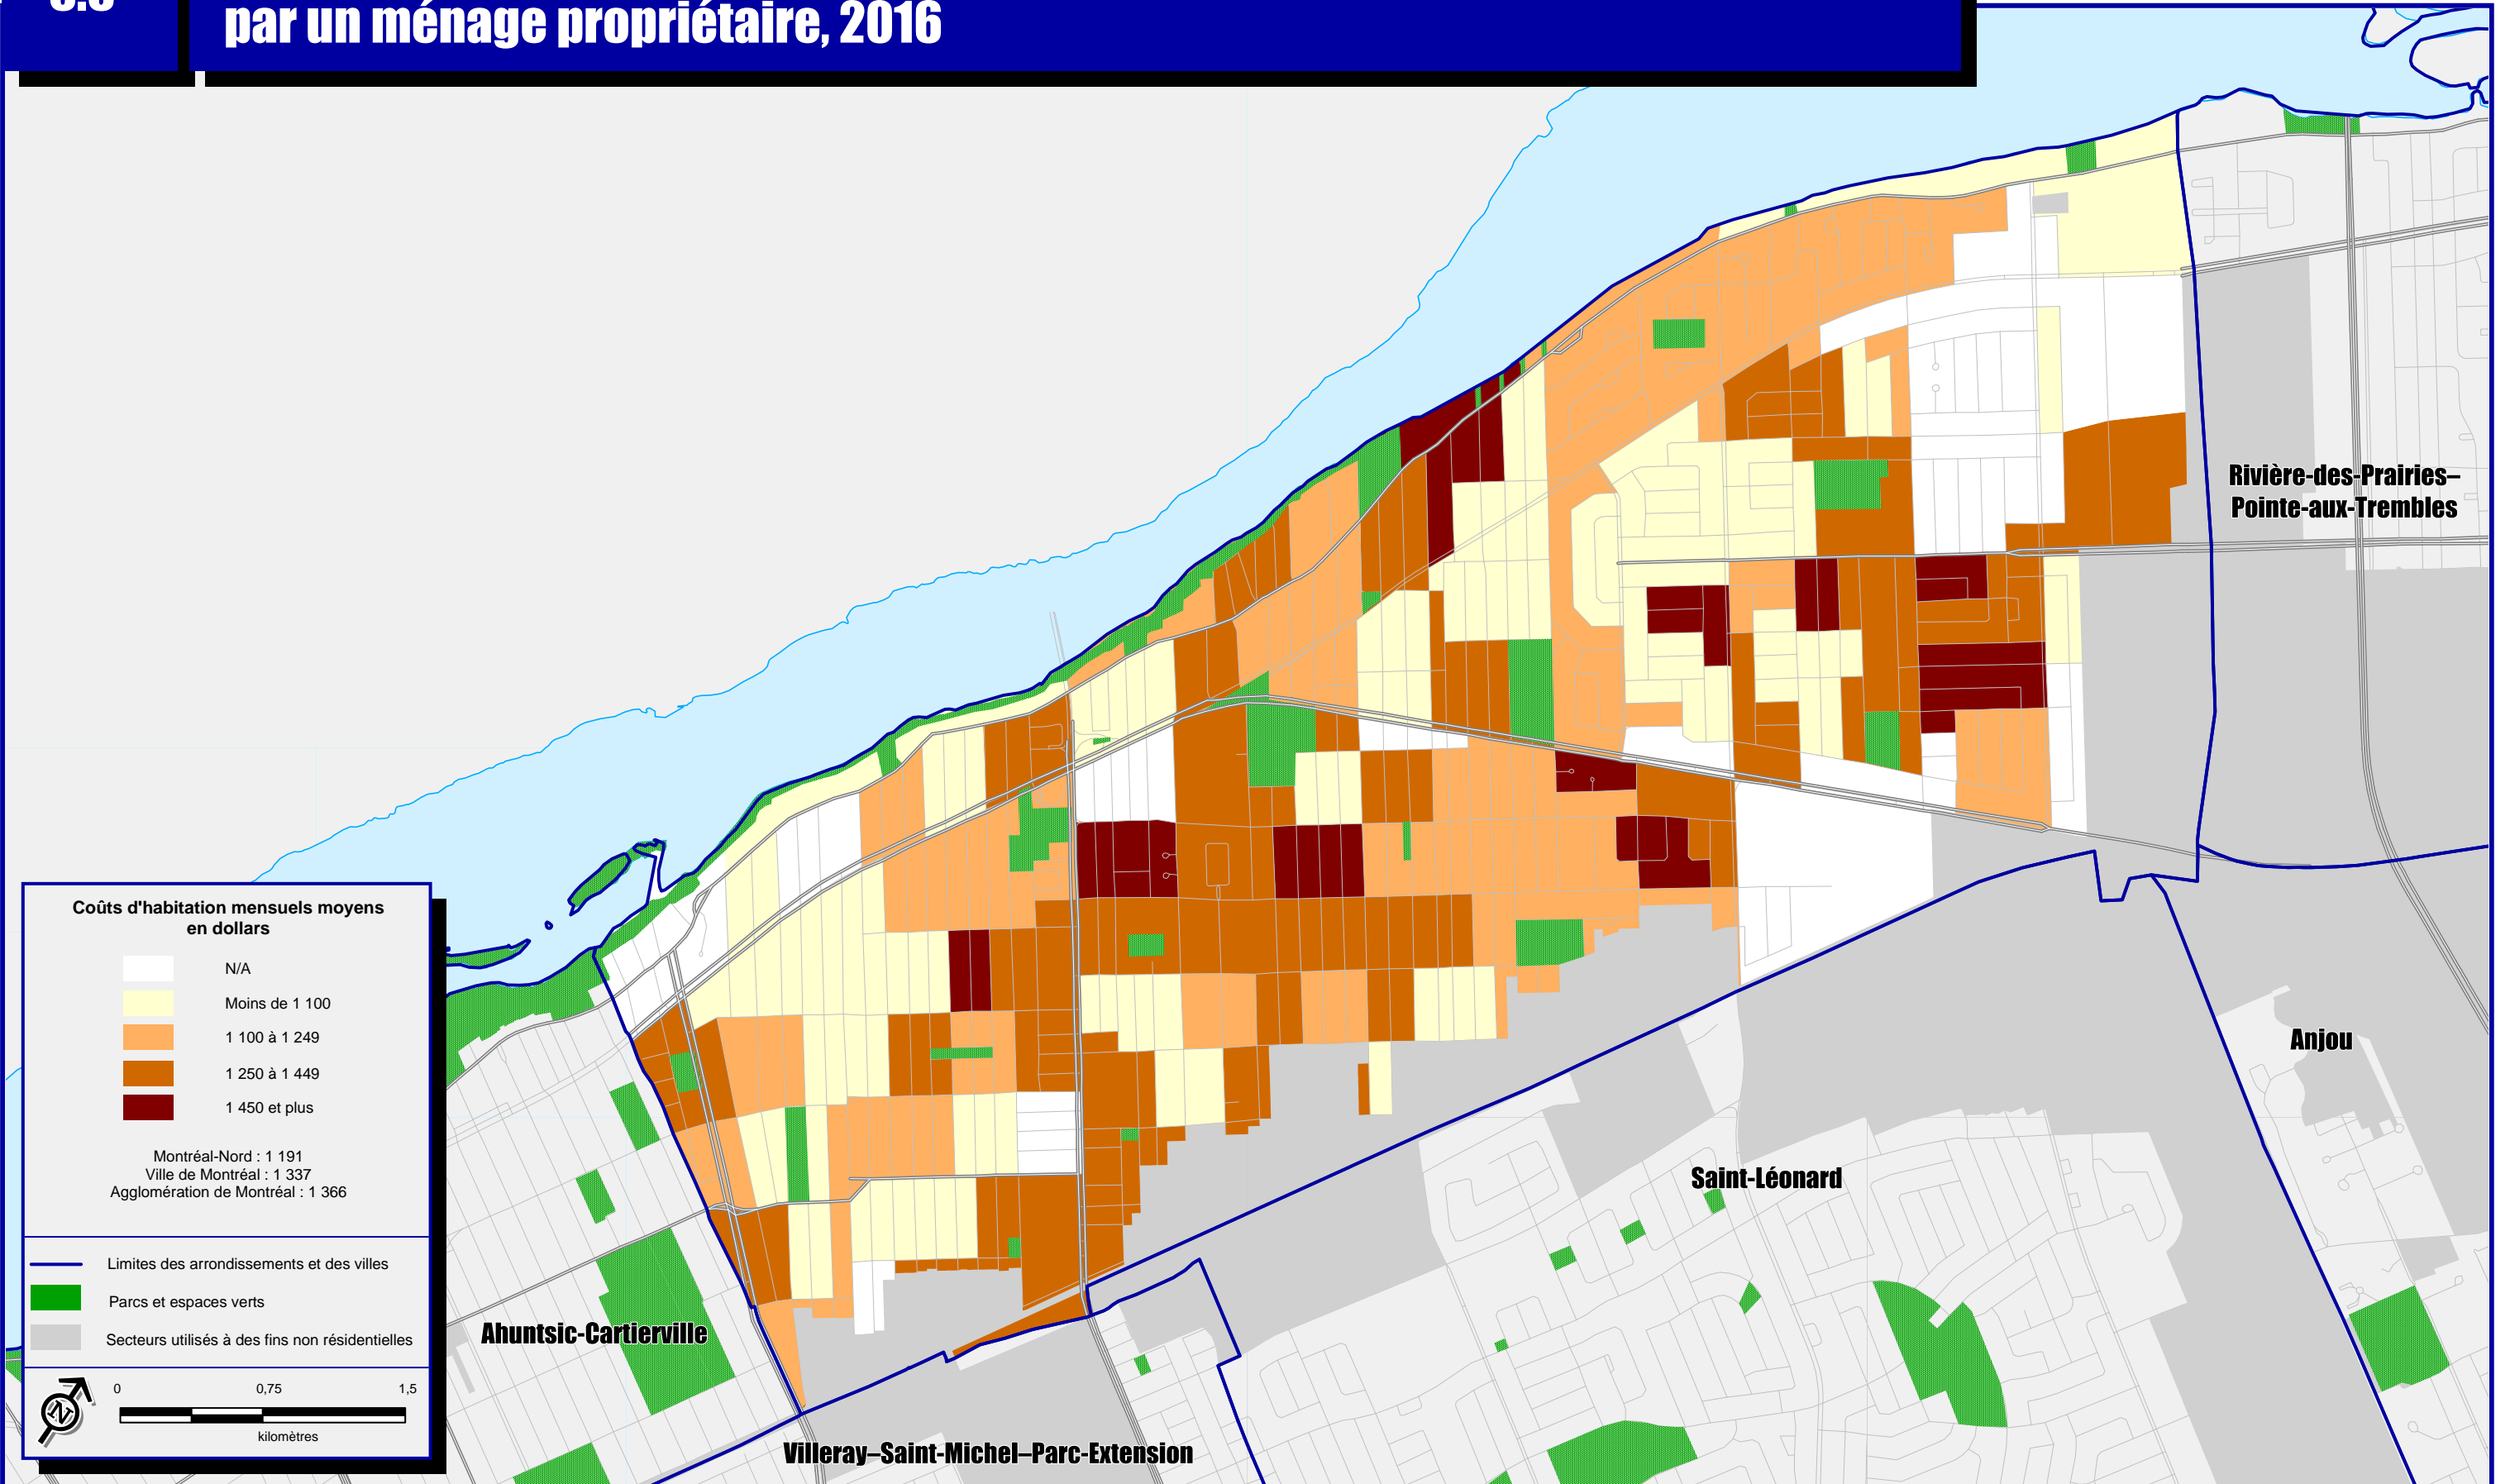 par un ménage propriétaire, 2016
Rivière-des-Prairies–
Pointe-aux-Trembles
Anjou
Saint-Léonard
Ahuntsic-Cartierville
Villeray–Saint-Michel–Parc-Extension
Coûts d'habitation mensuels moyens
en dollars
N/A
Moins de 1 100
1 100 à 1 249
1 250 à 1 449
1 450 et plus
Montréal-Nord : 1 191
Ville de Montréal : 1 337
Agglomération de Montréal : 1 366
Limites des arrondissements et des villes
Parcs et espaces verts
Secteurs utilisés à des fins non résidentielles
N
0 0,75 1,5
kilomètres